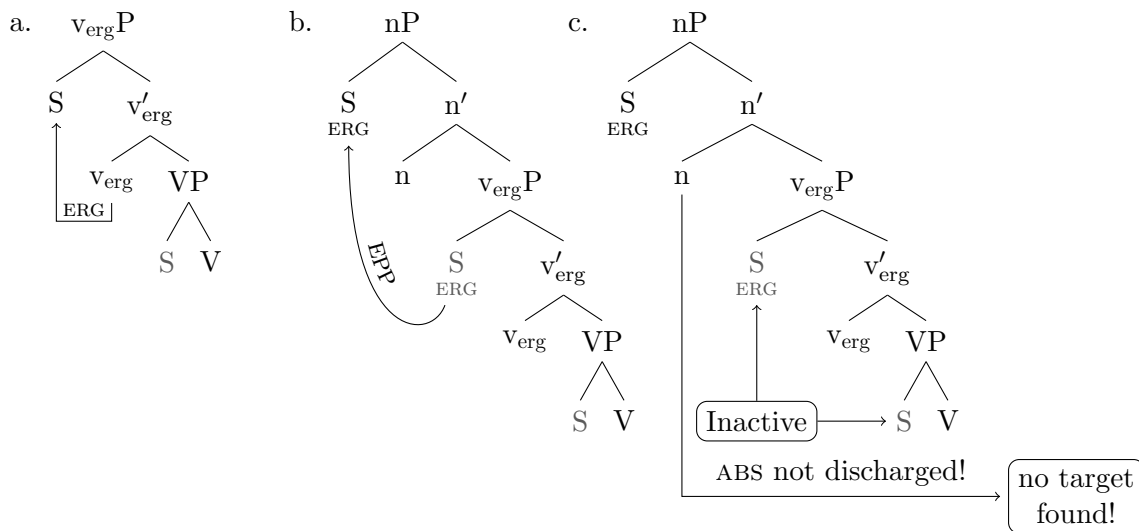 a. v_ergP b. nP c. nP
S v′_erg S n′ S n′
ERG ERG
v_erg VP n v_ergP n v_ergP
ERG
S V S v′_erg S v′_erg
EPP ERG ERG
v_erg VP v_erg VP
S V Inactive S V
ABS not discharged! no target
found!